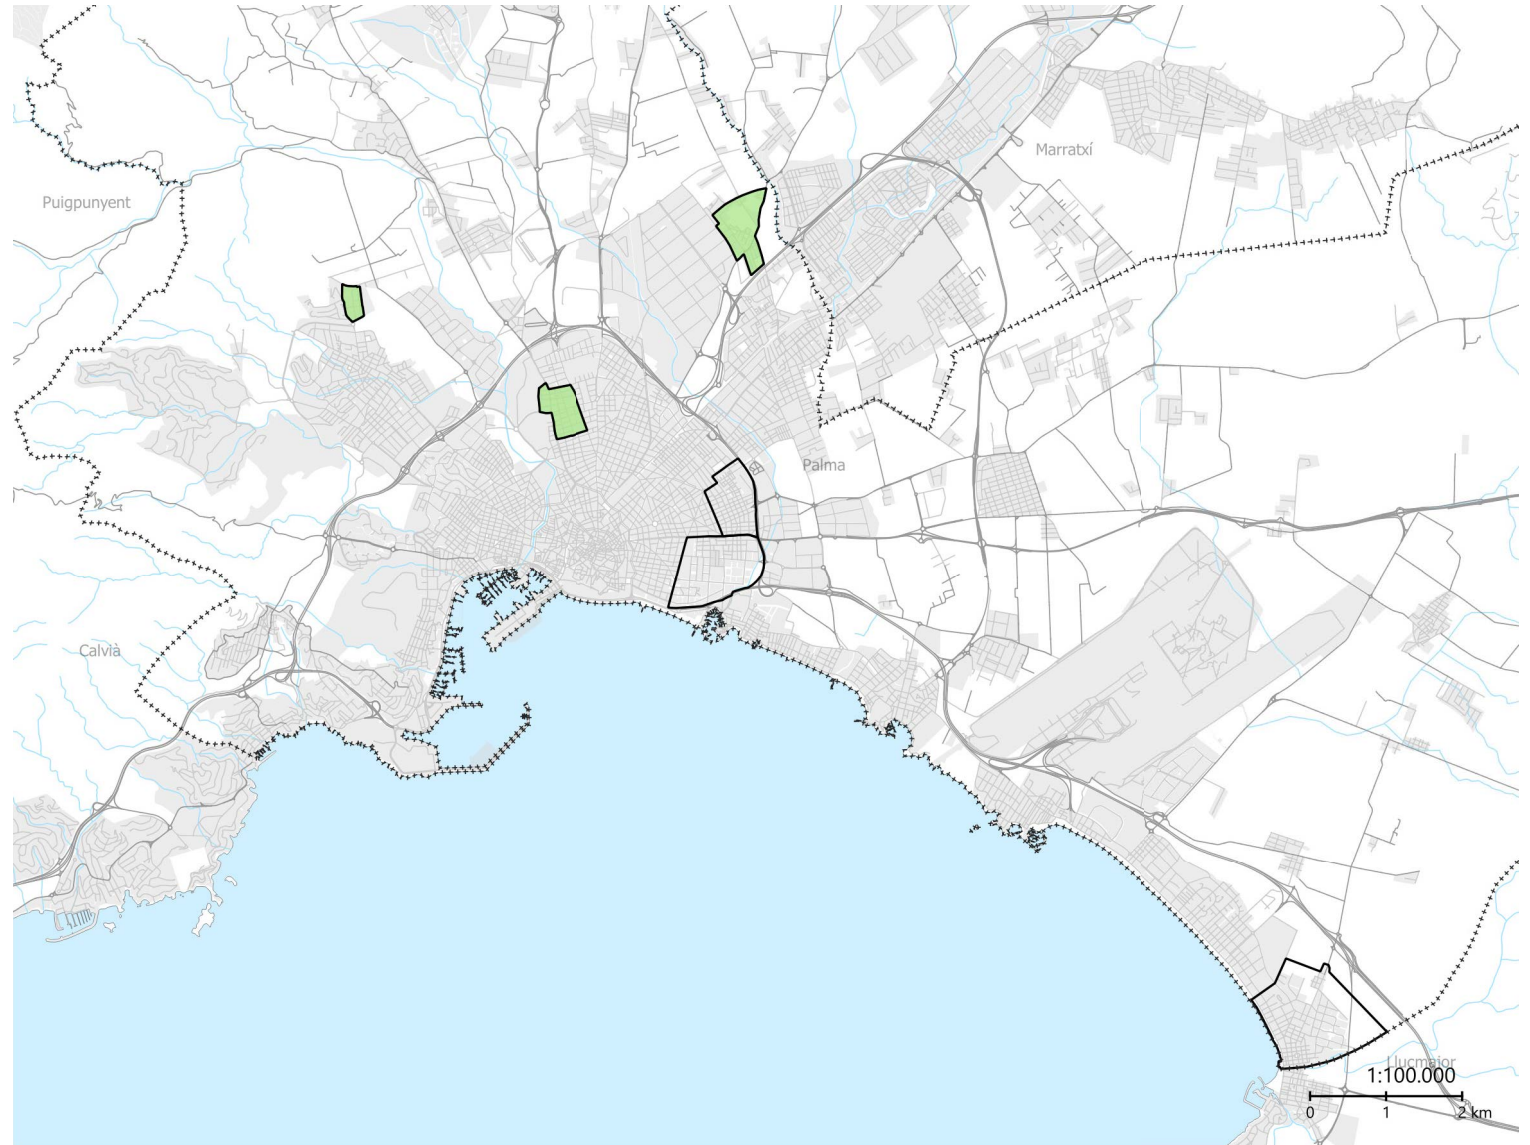 Marratxí
Puigpunyent
Palma
Calvià
Llucmajor
1:100.000
0 1 2 km